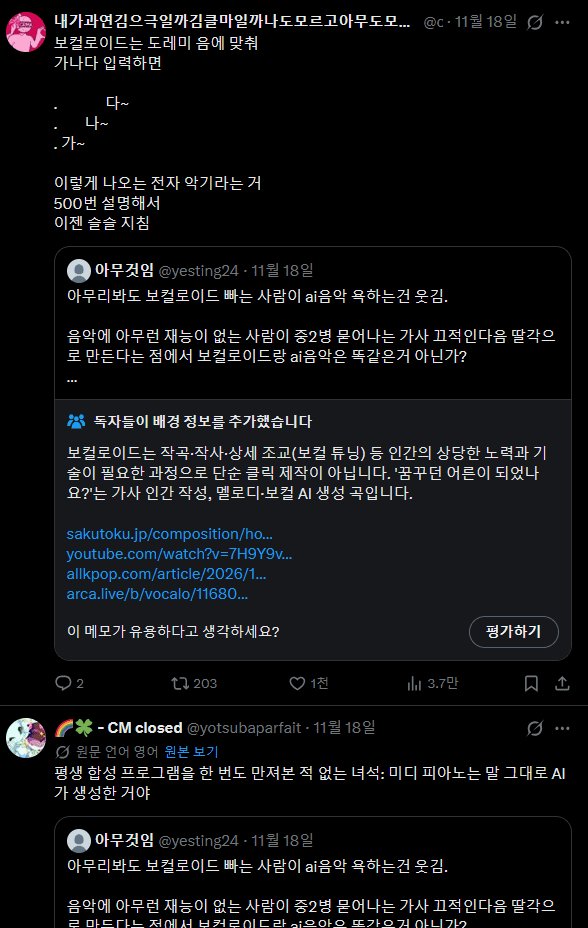 내가과연김으극일까김클마일까나도모르고아무도모... @c · 11월 18일
보컬로이드는 도레미 음에 맞춰
가나다 입력하면
. 다~
. 나~
. 가~
이렇게 나오는 전자 악기라는 거
500번 설명해서
이젠 슬슬 지침
아무것임 @yesting24 · 11월 18일
아무리봐도 보컬로이드 빠는 사람이 ai음악 욕하는건 웃김.
음악에 아무런 재능이 없는 사람이 중2병 묻어나는 가사 끄적인다음 딸각으
로 만든다는 점에서 보컬로이드랑 ai음악은 똑같은거 아닌가?
...
독자들이 배경 정보를 추가했습니다
보컬로이드는 작곡·작사·상세 조교(보컬 튜닝) 등 인간의 상당한 노력과 기
술이 필요한 과정으로 단순 클릭 제작이 아닙니다. '꿈꾸던 어른이 되었나
요?'는 가사 인간 작성, 멜로디·보컬 AI 생성 곡입니다.
sakutoku.jp/composition/ho...
youtube.com/watch?v=7H9Y9v...
allkpop.com/article/2026/1...
arca.live/b/vocalo/11680...
이 메모가 유용하다고 생각하세요?
평가하기
2 203 1천 3.7만
🌈🍀 - CM closed @yotsubaparfait · 11월 18일
원문 언어 영어 원본 보기
평생 합성 프로그램을 한 번도 만져본 적 없는 녀석: 미디 피아노는 말 그대로 AI
가 생성한 거야
아무것임 @yesting24 · 11월 18일
아무리봐도 보컬로이드 빠는 사람이 ai음악 욕하는건 웃김.
음악에 아무런 재능이 없는 사람이 중2병 묻어나는 가사 끄적인다음 딸각으
로 만든다는 점에서 보컬로이드랑 ai음악은 똑같은거 아닌가?